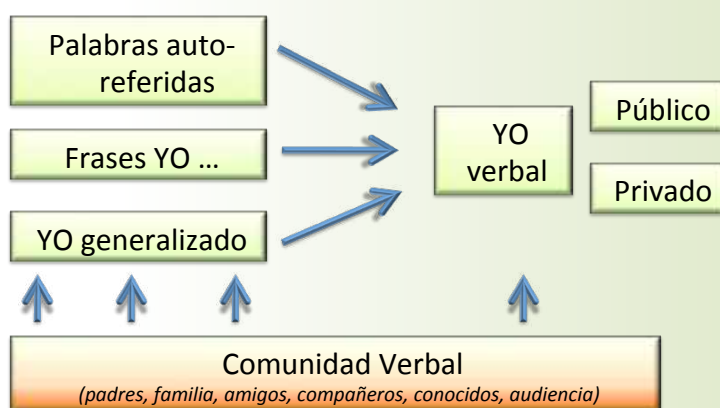 Palabras auto-
referidas
Frases YO ...
YO generalizado
YO
verbal
Público
Privado
Comunidad Verbal
(padres, familia, amigos, compañeros, conocidos, audiencia)